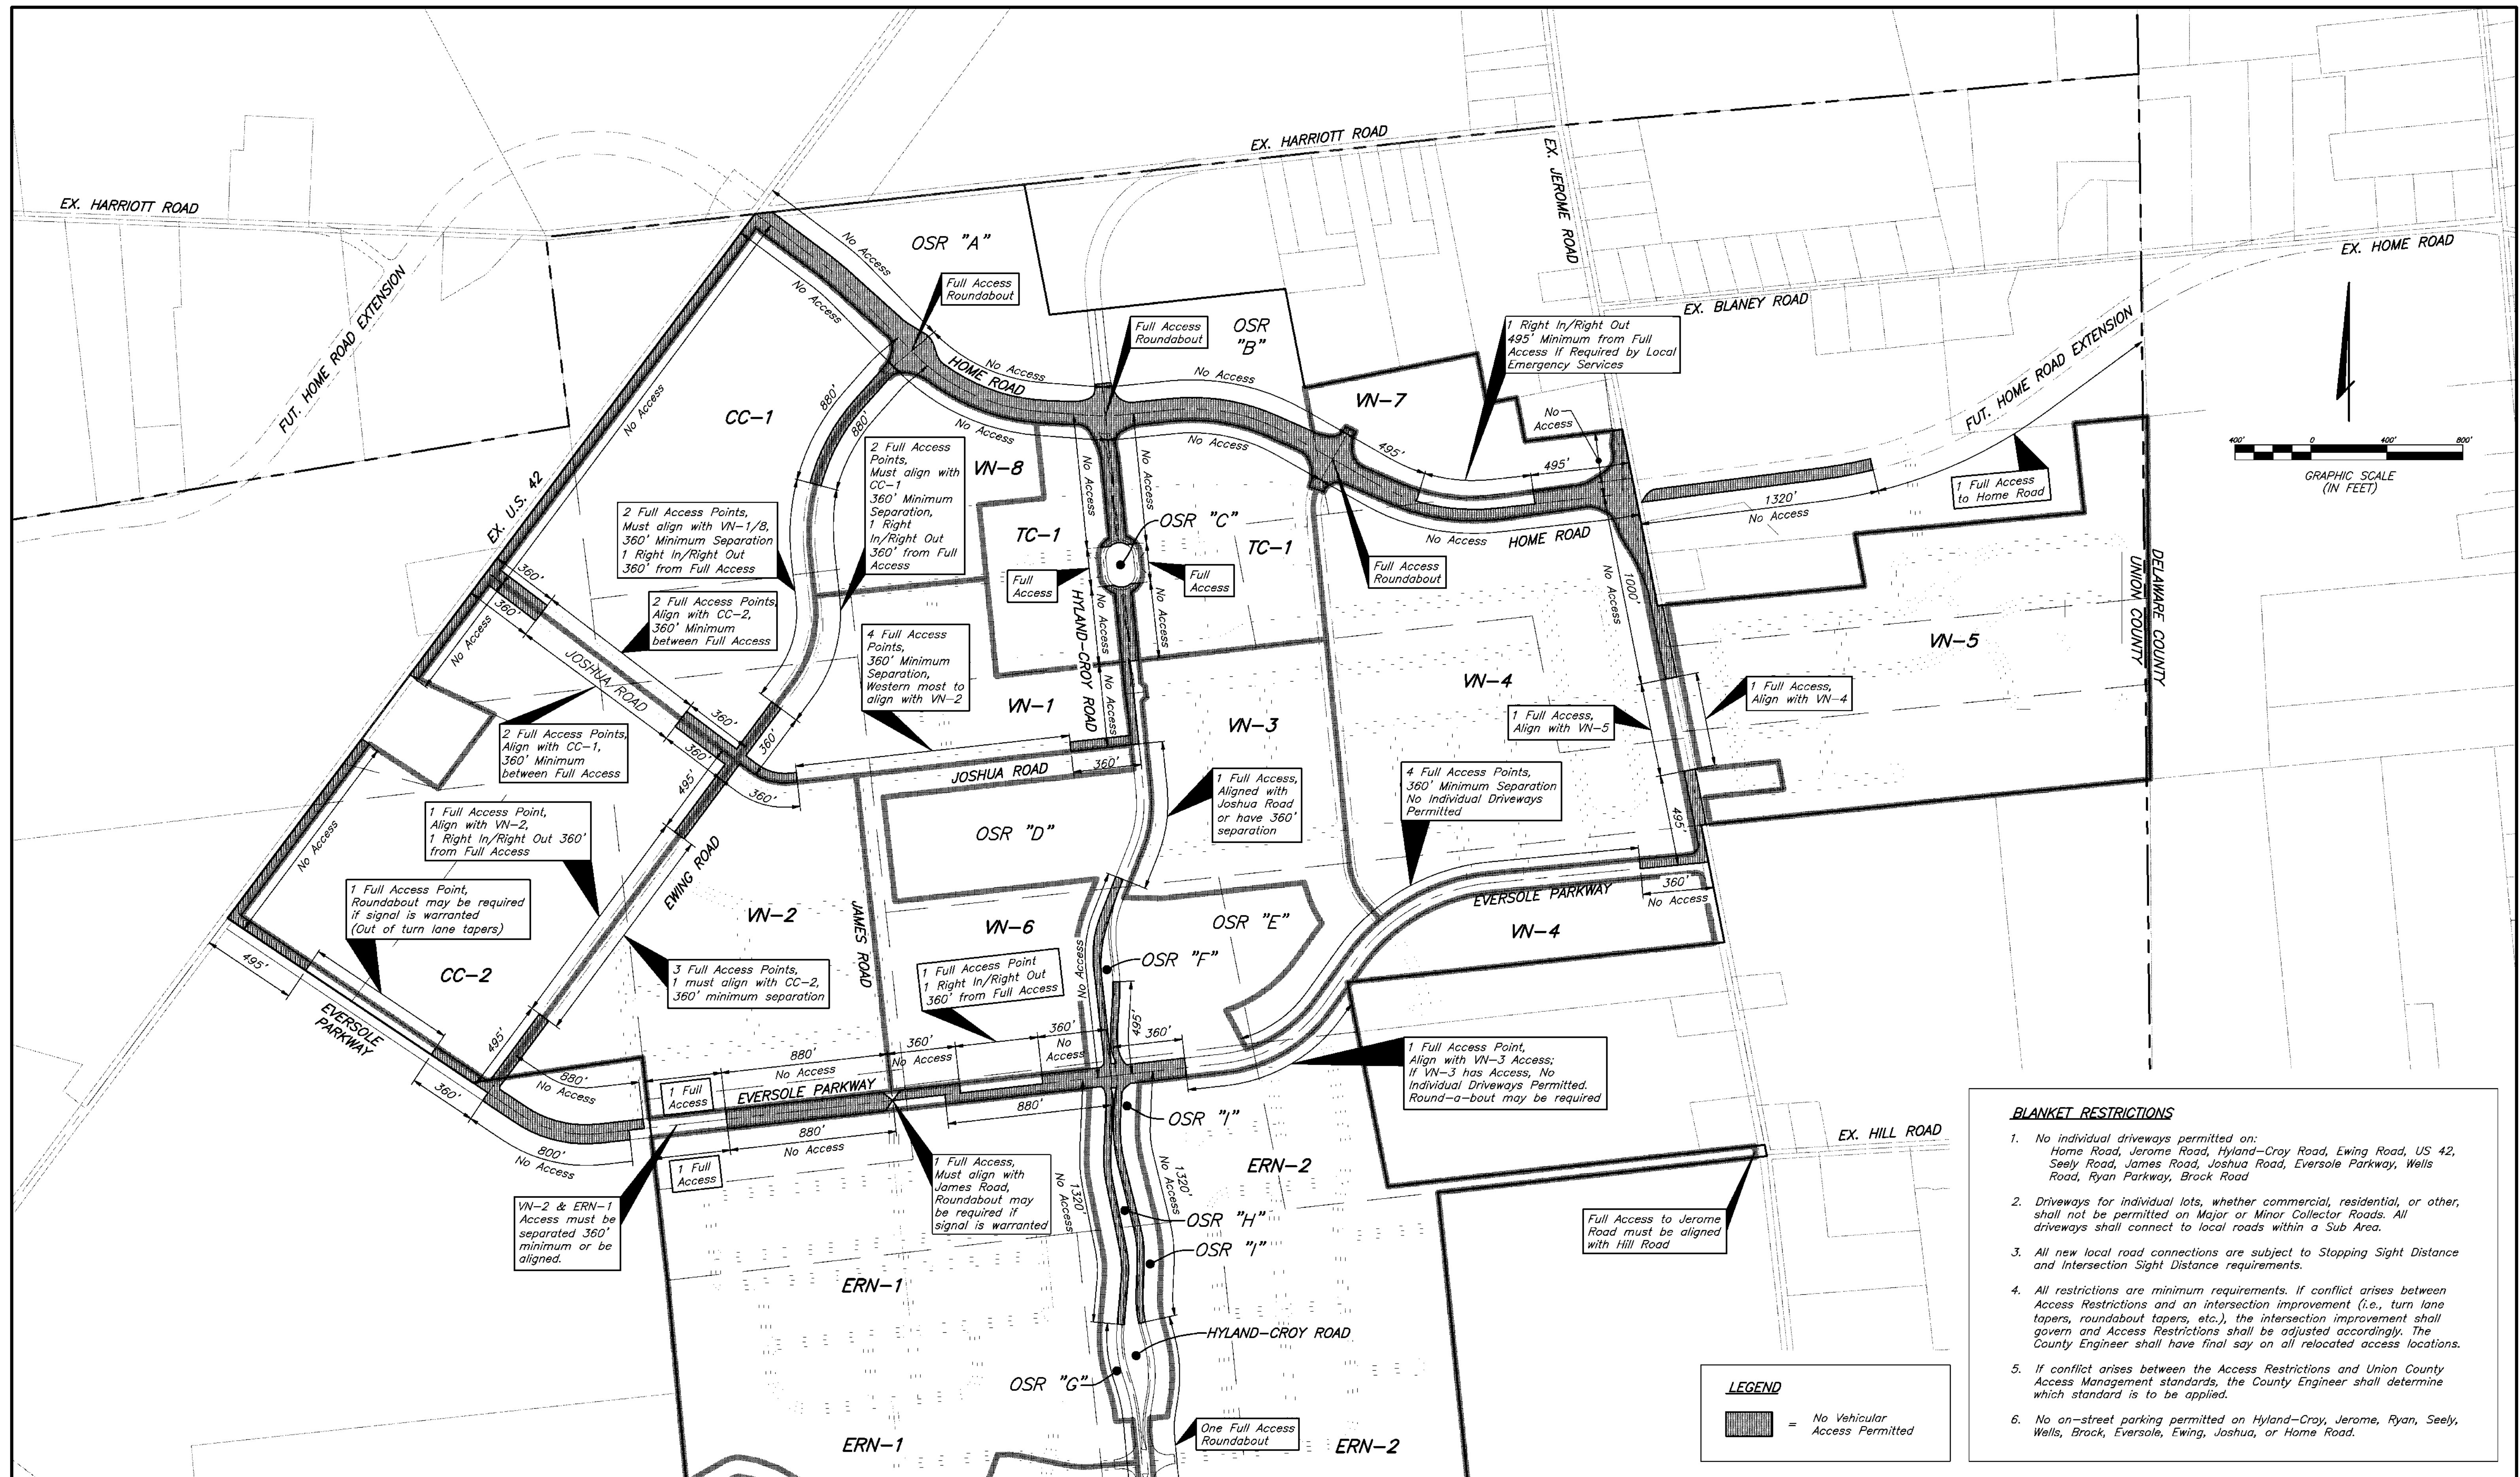 EX. HARRIOTT ROAD
EX. HARRIOTT ROAD
EX. JEROME ROAD
EX. HOME ROAD
EX. BLANEY ROAD
FUT. HOME ROAD EXTENSION
FUT. HOME ROAD EXTENSION
No Access
OSR "A"
No Access
Full Access
Roundabout
No Access
CC-1
880'
880'
HOME ROAD
No Access
No Access
Full Access
Roundabout
OSR
"B"
No Access
No Access
1 Right In/Right Out
495' Minimum from Full
Access If Required by Local
Emergency Services
VN-7
No
Access
495'
495'
1 Full Access
to Home Road
1320'
No Access
400'
0
400'
800'
GRAPHIC SCALE
(IN FEET)
EX. U.S. 42
2 Full Access
Points,
Must align with
CC-1
360' Minimum
Separation,
1 Right
In/Right Out
360' from Full
Access
VN-8
No Access
No Access
TC-1
OSR "C"
TC-1
Full
Access
Full
Access
Full Access
Roundabout
No Access
HOME ROAD
2 Full Access Points,
Must align with VN-1/8,
360' Minimum Separation
1 Right In/Right Out
360' from Full Access
2 Full Access Points,
Align with CC-2,
360' Minimum
between Full Access
360'
360'
No Access
JOSHUA ROAD
4 Full Access
Points,
360' Minimum
Separation,
Western most to
align with VN-2
HYLAND-CROY ROAD
No Access
No Access
No Access
1000'
No Access
DELAWARE COUNTY
UNION COUNTY
VN-5
VN-4
VN-1
VN-3
1 Full Access,
Align with VN-4
1 Full Access,
Align with VN-5
2 Full Access Points,
Align with CC-1,
360' Minimum
between Full Access
360'
360'
360'
360'
JOSHUA ROAD
360'
1 Full Access,
Aligned with
Joshua Road
or have 360'
separation
4 Full Access Points,
360' Minimum Separation
No Individual Driveways
Permitted
495'
495'
No Access
1 Full Access Point,
Align with VN-2,
1 Right In/Right Out 360'
from Full Access
EWING ROAD
OSR "D"
1 Full Access Point,
Roundabout may be required
if signal is warranted
(Out of turn lane tapers)
VN-2
JAMES ROAD
VN-6
OSR "E"
EVERSOLE PARKWAY
360'
No Access
VN-4
495'
CC-2
3 Full Access Points,
1 must align with CC-2,
360' minimum separation
1 Full Access Point
1 Right In/Right Out
360' from Full Access
No Access
OSR "F"
EVERSOLE
PARKWAY
495'
360'
880'
No Access
800'
No Access
1 Full
Access
880'
No Access
EVERSOLE PARKWAY
360'
No Access
360'
No
Access
495'
360'
880'
1 Full Access Point,
Align with VN-3 Access;
If VN-3 has Access, No
Individual Driveways Permitted.
Round-a-bout may be required
880'
No Access
1 Full
Access
OSR "I"
VN-2 & ERN-1
Access must be
separated 360'
minimum or be
aligned.
1 Full Access,
Must align with
James Road,
Roundabout may
be required if
signal is warranted
1320'
No Access
1320'
No Access
ERN-2
EX. HILL ROAD
OSR "H"
OSR "I"
Full Access to Jerome
Road must be aligned
with Hill Road
ERN-1
HYLAND-CROY ROAD
OSR "G"
One Full Access
Roundabout
ERN-1
ERN-2
LEGEND
= No Vehicular
Access Permitted
BLANKET RESTRICTIONS
1. No individual driveways permitted on:
Home Road, Jerome Road, Hyland-Croy Road, Ewing Road, US 42,
Seely Road, James Road, Joshua Road, Eversole Parkway, Wells
Road, Ryan Parkway, Brock Road
2. Driveways for individual lots, whether commercial, residential, or other,
shall not be permitted on Major or Minor Collector Roads. All
driveways shall connect to local roads within a Sub Area.
3. All new local road connections are subject to Stopping Sight Distance
and Intersection Sight Distance requirements.
4. All restrictions are minimum requirements. If conflict arises between
Access Restrictions and an intersection improvement (i.e., turn lane
tapers, roundabout tapers, etc.), the intersection improvement shall
govern and Access Restrictions shall be adjusted accordingly. The
County Engineer shall have final say on all relocated access locations.
5. If conflict arises between the Access Restrictions and Union County
Access Management standards, the County Engineer shall determine
which standard is to be applied.
6. No on-street parking permitted on Hyland-Croy, Jerome, Ryan, Seely,
Wells, Brock, Eversole, Ewing, Joshua, or Home Road.